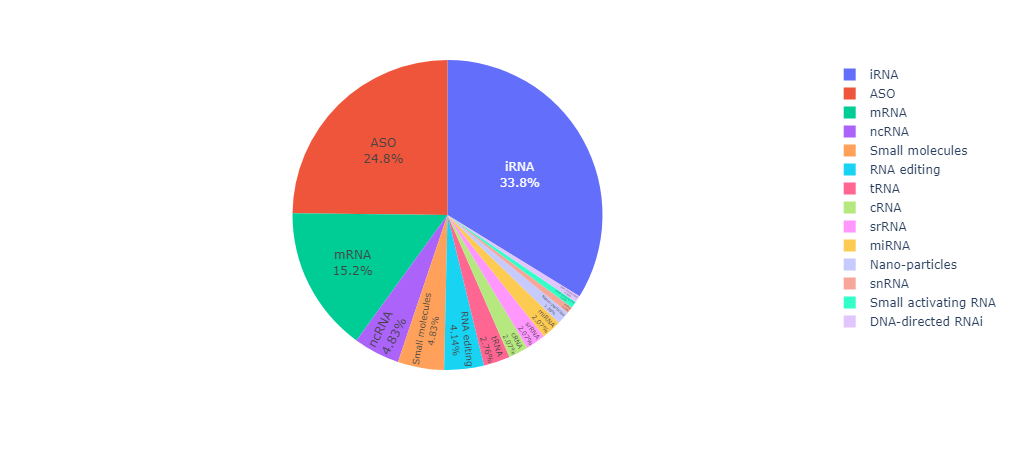 iRNA
33.8%
ASO
24.8%
mRNA
15.2%
ncRNA
4.83%
Small molecules
4.83%
RNA editing
4,14%
tRNA
2.76%
cRNA
2.07%
srRNA
2.07%
miRNA
2.07%
Nano-particles
iRNA
ASO
mRNA
ncRNA
Small molecules
RNA editing
tRNA
cRNA
srRNA
miRNA
Nano-particles
snRNA
Small activating RNA
DNA-directed RNAi